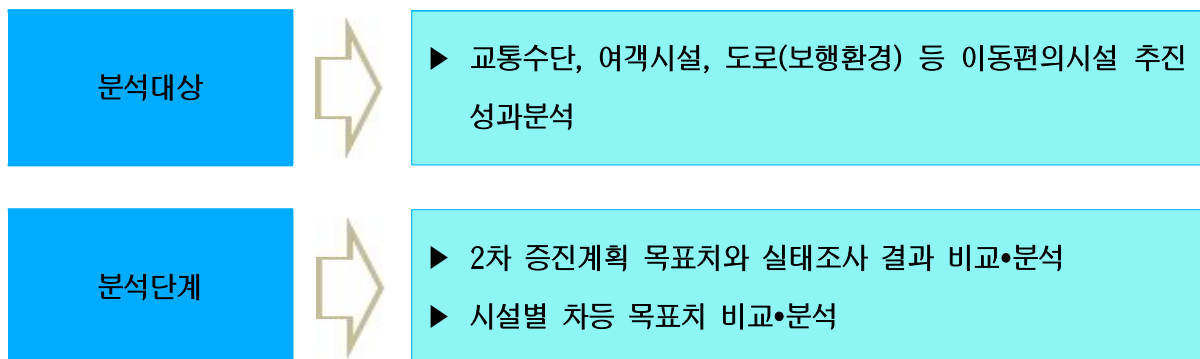 분석대상
▶ 교통수단, 여객시설, 도로(보행환경) 등 이동편의시설 추진
성과분석
분석단계
▶ 2차 증진계획 목표치와 실태조사 결과 비교•분석
▶ 시설별 차등 목표치 비교•분석